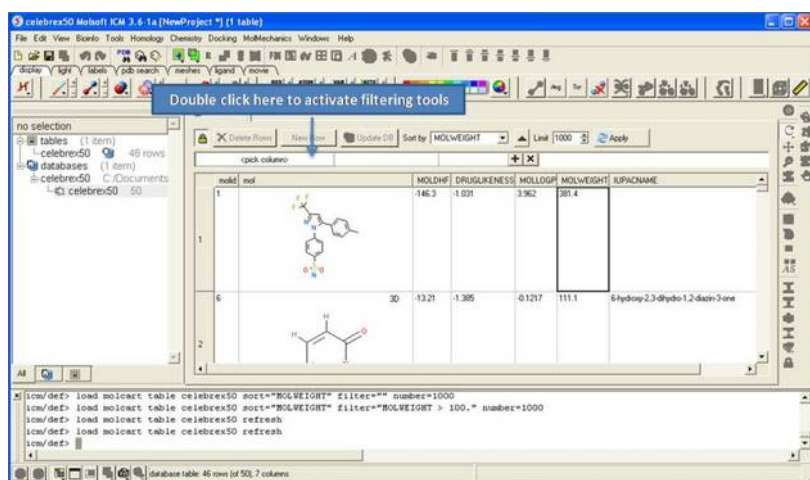 celebrex50 Molsoft ICM 3.6-1a [NewProject *] (1 table)
File Edit View Bioinfo Tools Homology Chemistry Docking MolMechanics Windows Help
display light labels pdb search meshes ligand movie
Double click here to activate filtering tools
no selection
tables (1 item)
celebrex50 46 rows
databases (1 item)
celebrex50 C:/Documents
celebrex50 50
Delete Rows New Row Update DB Sort by MOLWEIGHT Limit 1000 Apply
<pick column>
molid mol MOLDHF DRUGLIKENESS MOLLOGP MOLWEIGHT IUPACNAME
1 1 -146.3 -1.031 3.962 381.4
2 6 3D -13.21 -1.385 -0.1217 111.1 6-hydroxy-2,3-dihydro-1,2-diazin-3-one
All
icm/def> load molcart table celebrex50 sort="MOLWEIGHT" filter="" number=1000
icm/def> load molcart table celebrex50 sort="MOLWEIGHT" filter="MOLWEIGHT > 100." number=1000
icm/def> load molcart table celebrex50 refresh
icm/def> load molcart table celebrex50 refresh
icm/def>
database table: 46 rows (of 50), 7 columns